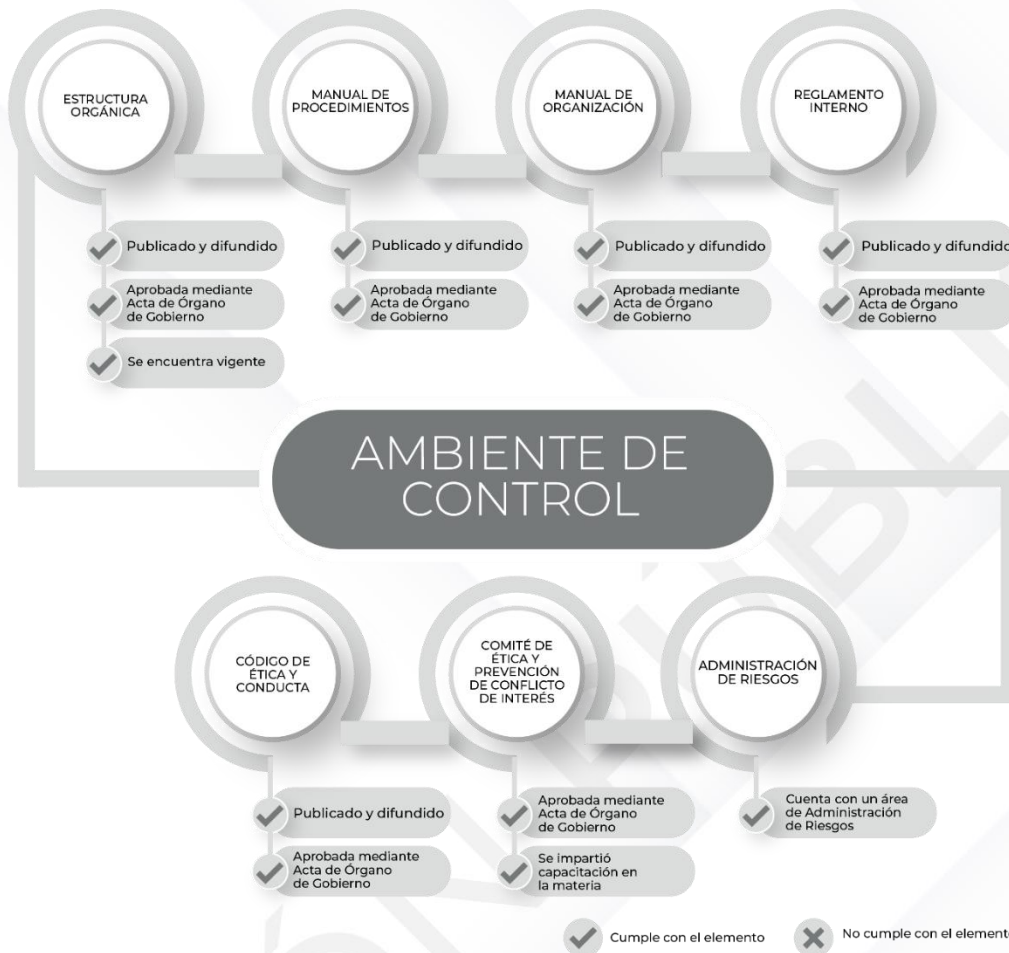 ESTRUCTURA
ORGÁNICA
MANUAL DE
PROCEDIMIENTOS
MANUAL DE
ORGANIZACIÓN
REGLAMENTO
INTERNO
Publicado y difundido
Publicado y difundido
Publicado y difundido
Publicado y difundido
Aprobada mediante
Acta de Órgano
de Gobierno
Aprobada mediante
Acta de Órgano
de Gobierno
Aprobada mediante
Acta de Órgano
de Gobierno
Aprobada mediante
Acta de Órgano
de Gobierno
Se encuentra vigente
AMBIENTE DE
CONTROL
CÓDIGO DE
ÉTICA Y
CONDUCTA
COMITÉ DE
ÉTICA Y
PREVENCIÓN
DE CONFLICTO
DE INTERÉS
ADMINISTRACIÓN
DE RIESGOS
Publicado y difundido
Aprobada mediante
Acta de Órgano
de Gobierno
Aprobada mediante
Acta de Órgano
de Gobierno
Se impartió
capacitación en
la materia
Cuenta con un área
de Administración
de Riesgos
Cumple con el elemento
No cumple con el elemento